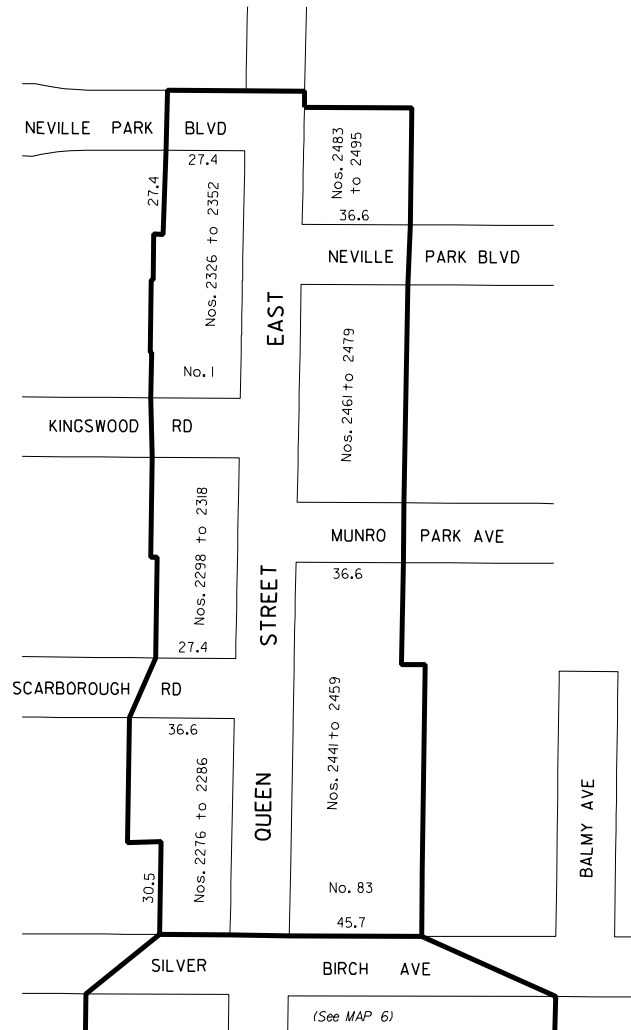 NEVILLE PARK BLVD
27.4
27.4
Nos. 2326 to 2352
No. 1
Nos. 2483
to 2495
36.6
NEVILLE PARK BLVD
EAST
Nos. 2461 to 2479
KINGSWOOD RD
MUNRO PARK AVE
36.6
Nos. 2298 to 2318
27.4
STREET
SCARBOROUGH RD
36.6
Nos. 2276 to 2286
30.5
QUEEN
Nos. 2441 to 2459
No. 83
45.7
BALMY AVE
SILVER BIRCH AVE
(See MAP 6)